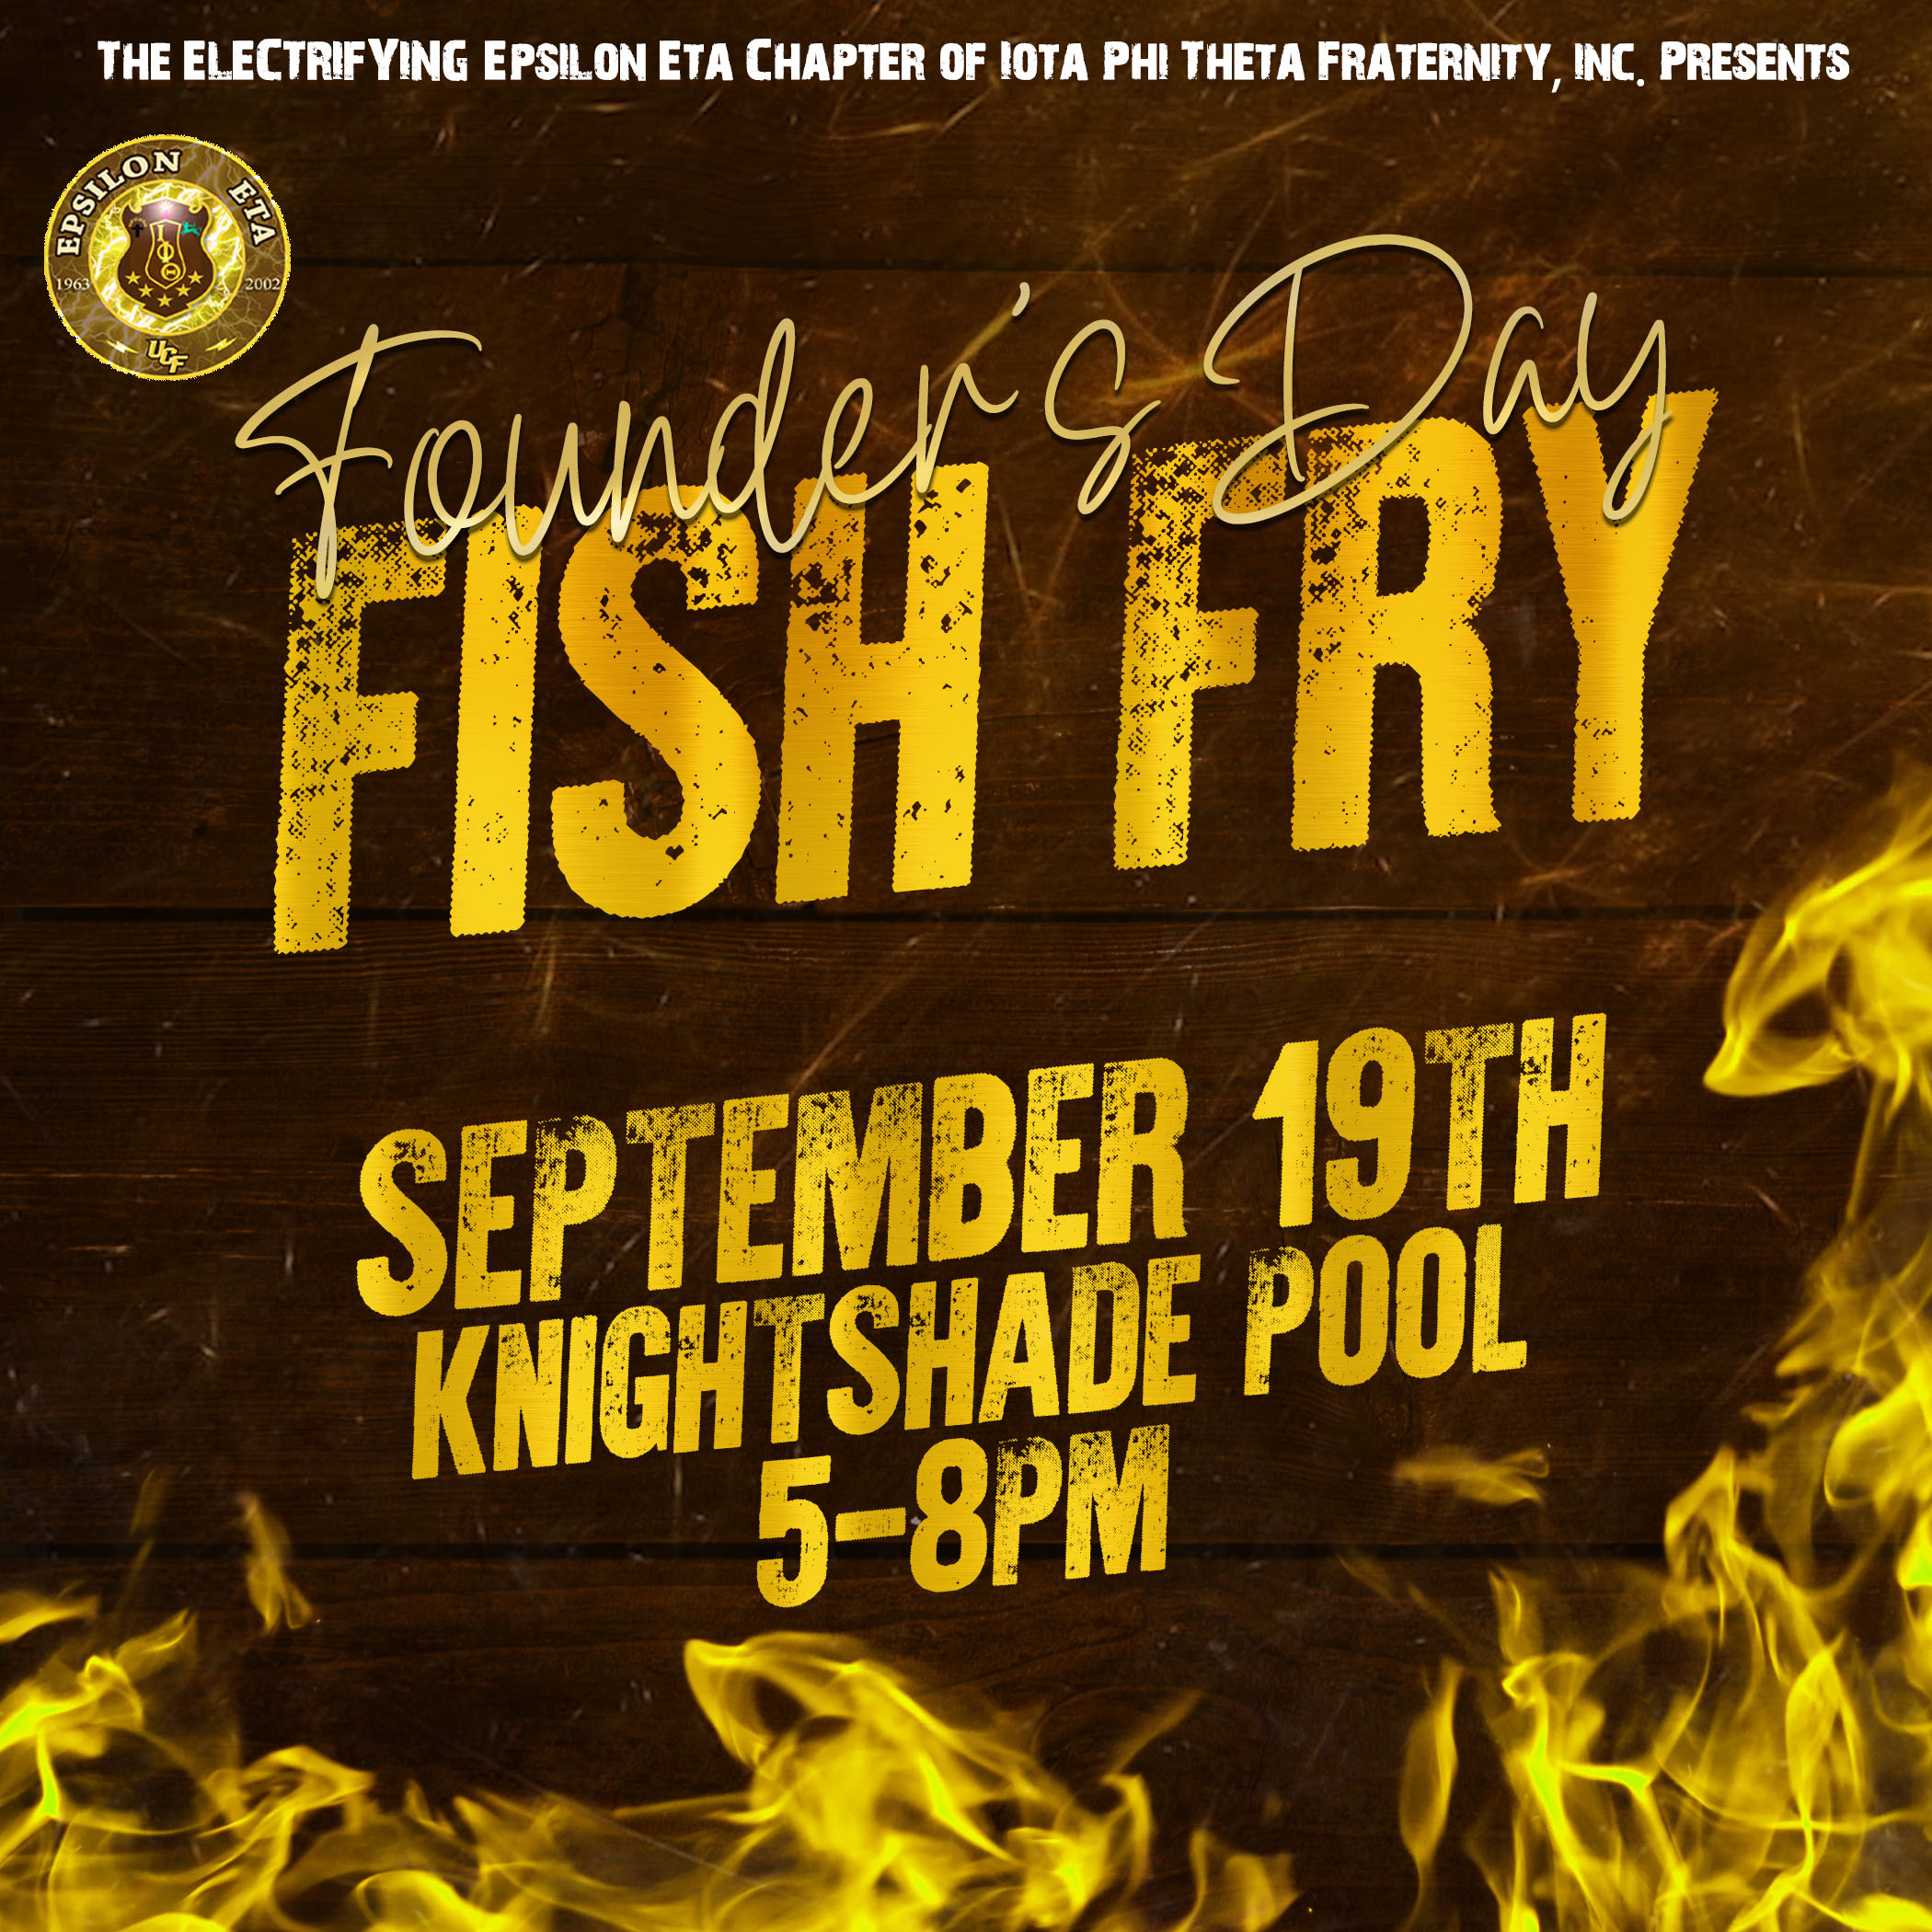 The Electrifying Epsilon Eta Chapter of Iota Phi Theta Fraternity, Inc. Presents
EPSILON ETA
1963 2002
ΙΦΘ
UCF
Founder's Day
FISH FRY
SEPTEMBER 19TH
KNIGHTSHADE POOL
5-8PM